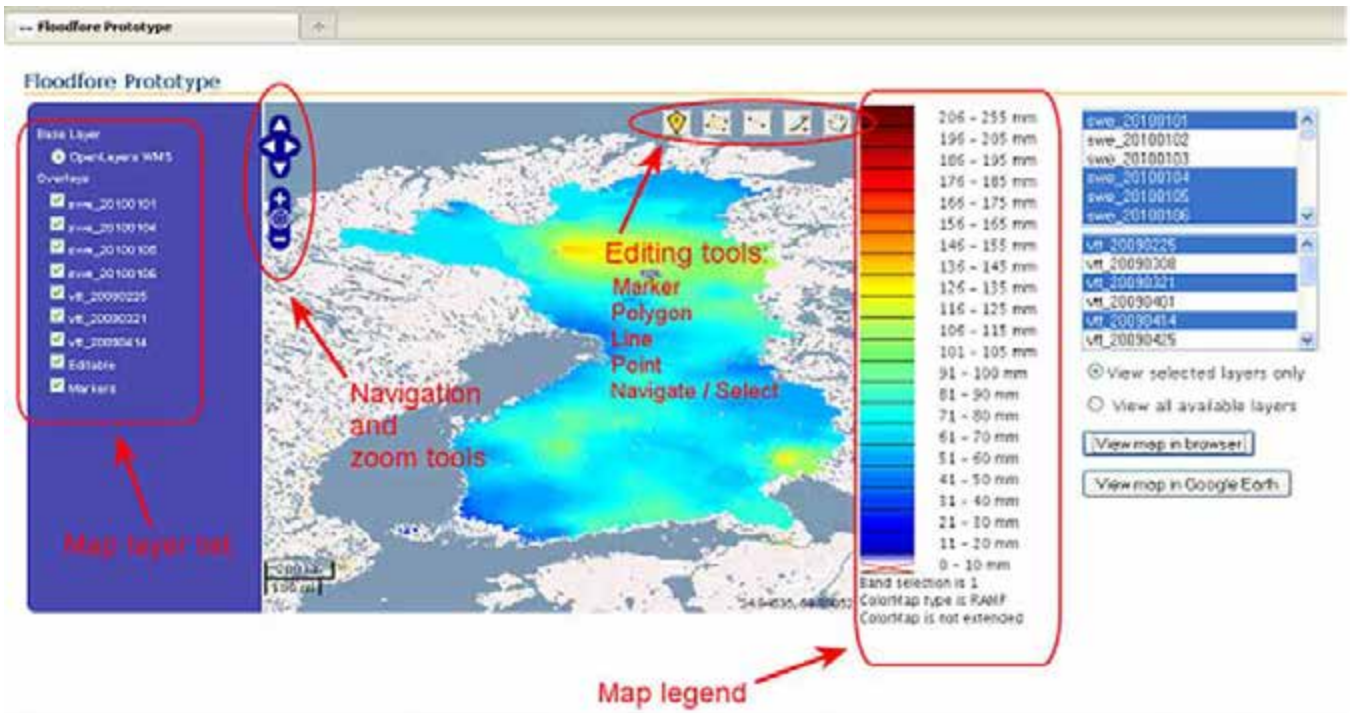 Floodfore Prototype
Floodfore Prototype
Base Layer
OpenLayers WMS
Overlays
swe_20100101
swe_20100104
swe_20100105
swe_20100106
vtt_20090225
vtt_20090321
vtt_20090414
Editable
Markers
Map layer list
Navigation
and
zoom tools
Editing tools:
Marker
Polygon
Line
Point
Navigate / Select
206 - 255 mm
196 - 205 mm
186 - 195 mm
176 - 185 mm
166 - 175 mm
156 - 165 mm
146 - 155 mm
136 - 145 mm
126 - 135 mm
116 - 125 mm
106 - 115 mm
101 - 105 mm
91 - 100 mm
81 - 90 mm
71 - 80 mm
61 - 70 mm
51 - 60 mm
41 - 50 mm
31 - 40 mm
21 - 30 mm
11 - 20 mm
0 - 10 mm
Band selection is 1
ColorMap type is RAMP
ColorMap is not extended
Map legend
swe_20100101
swe_20100102
swe_20100103
swe_20100104
swe_20100105
swe_20100106
vtt_20090225
vtt_20090308
vtt_20090321
vtt_20090401
vtt_20090414
vtt_20090425
View selected layers only
View all available layers
View map in browser
View map in Google Earth